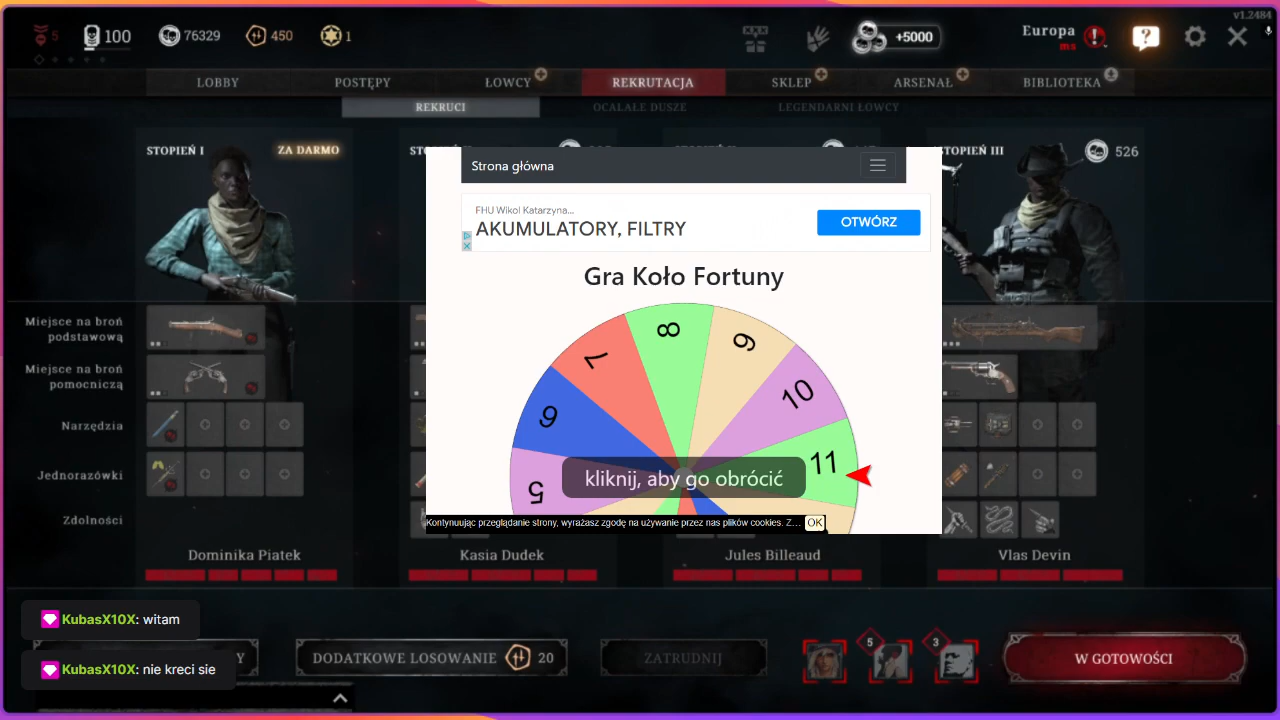 v1.2484
5
100
76329
450
1
+5000
Europa
ms
LOBBY
POSTĘPY
ŁOWCY
REKRUTACJA
SKLEP
ARSENAŁ
BIBLIOTEKA
REKRUCI
OCALAŁE DUSZE
LEGENDARNI ŁOWCY
STOPIEŃ I
ZA DARMO
STOPIEŃ III
526
Strona główna
FHU Wikol Katarzyna...
AKUMULATORY, FILTRY
OTWÓRZ
Gra Koło Fortuny
8
9
7
10
6
11
5
kliknij, aby go obrócić
Kontynuując przeglądanie strony, wyrażasz zgodę na używanie przez nas plików cookies. Z...
OK
Miejsce na broń
podstawową
Miejsce na broń
pomocniczą
Narzędzia
Jednorazówki
Zdolności
Dominika Piatek
Kasia Dudek
Jules Billeaud
Vlas Devin
KubasX10X: witam
KubasX10X: nie kreci sie
DODATKOWE LOSOWANIE
20
ZATRUDNIJ
5
3
W GOTOWOŚCI